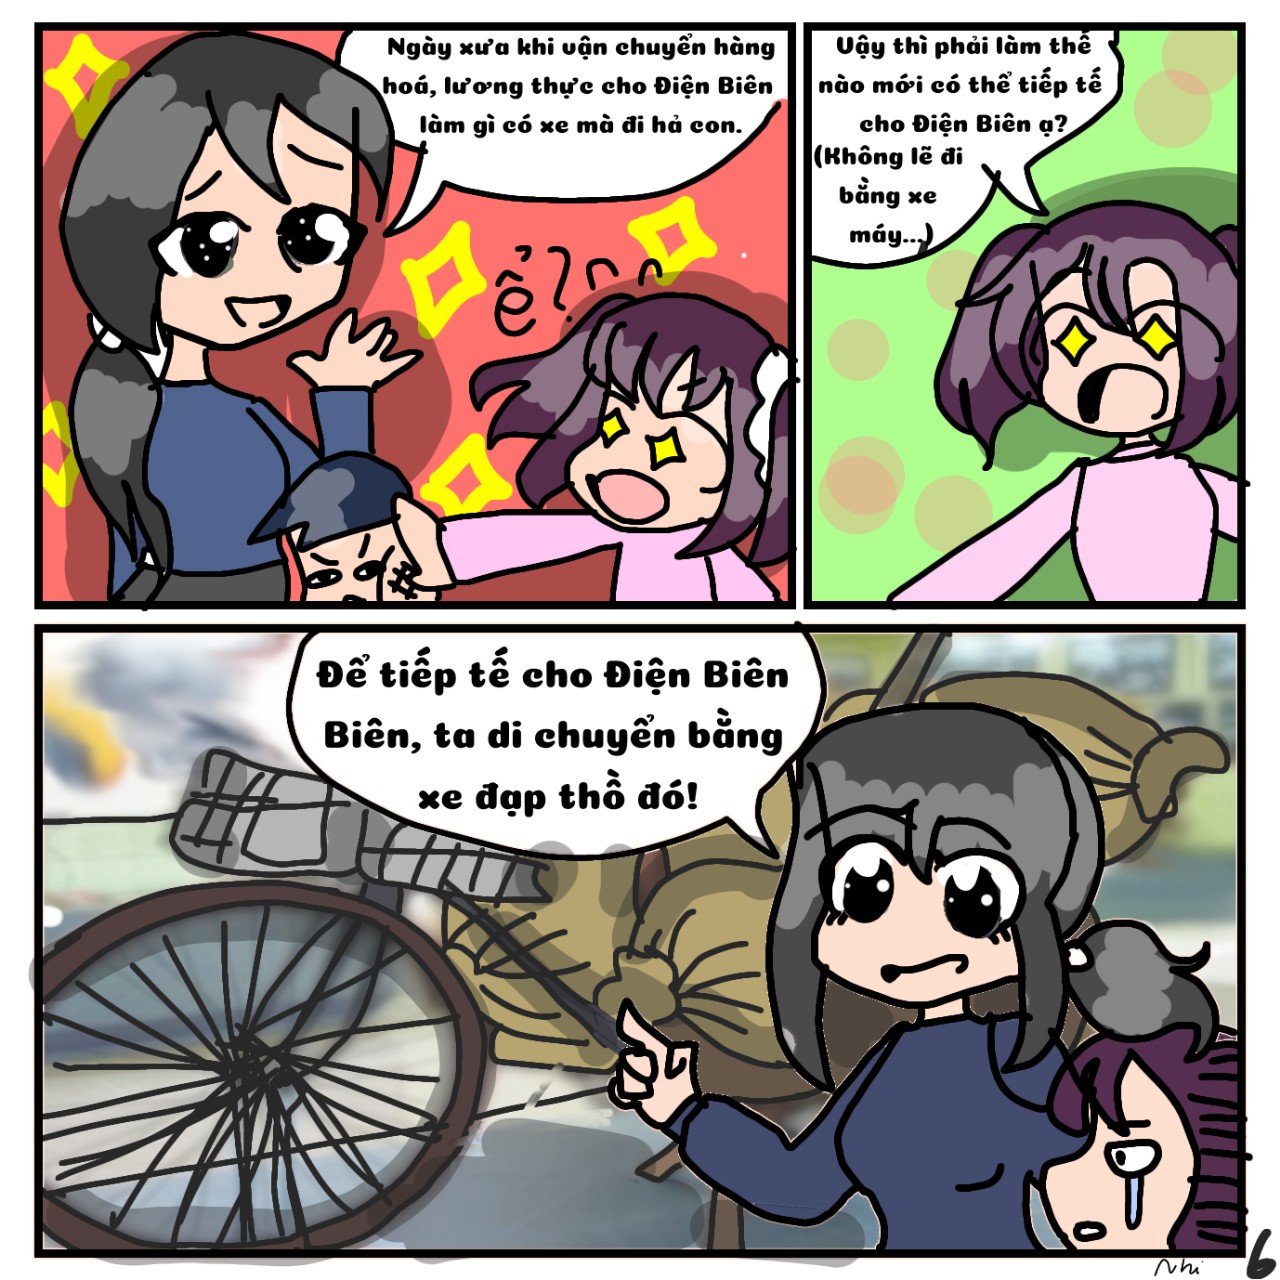 Ngày xưa khi vận chuyển hàng
hoá, lương thực cho Điện Biên
làm gì có xe mà đi hả con.
ể?
Vậy thì phải làm thế
nào mới có thể tiếp tế
cho Điện Biên ạ?
(Không lẽ đi
bằng xe
máy...)
Để tiếp tế cho Điện Biên
Biên, ta di chuyển bằng
xe đạp thồ đó!
Nhi
6